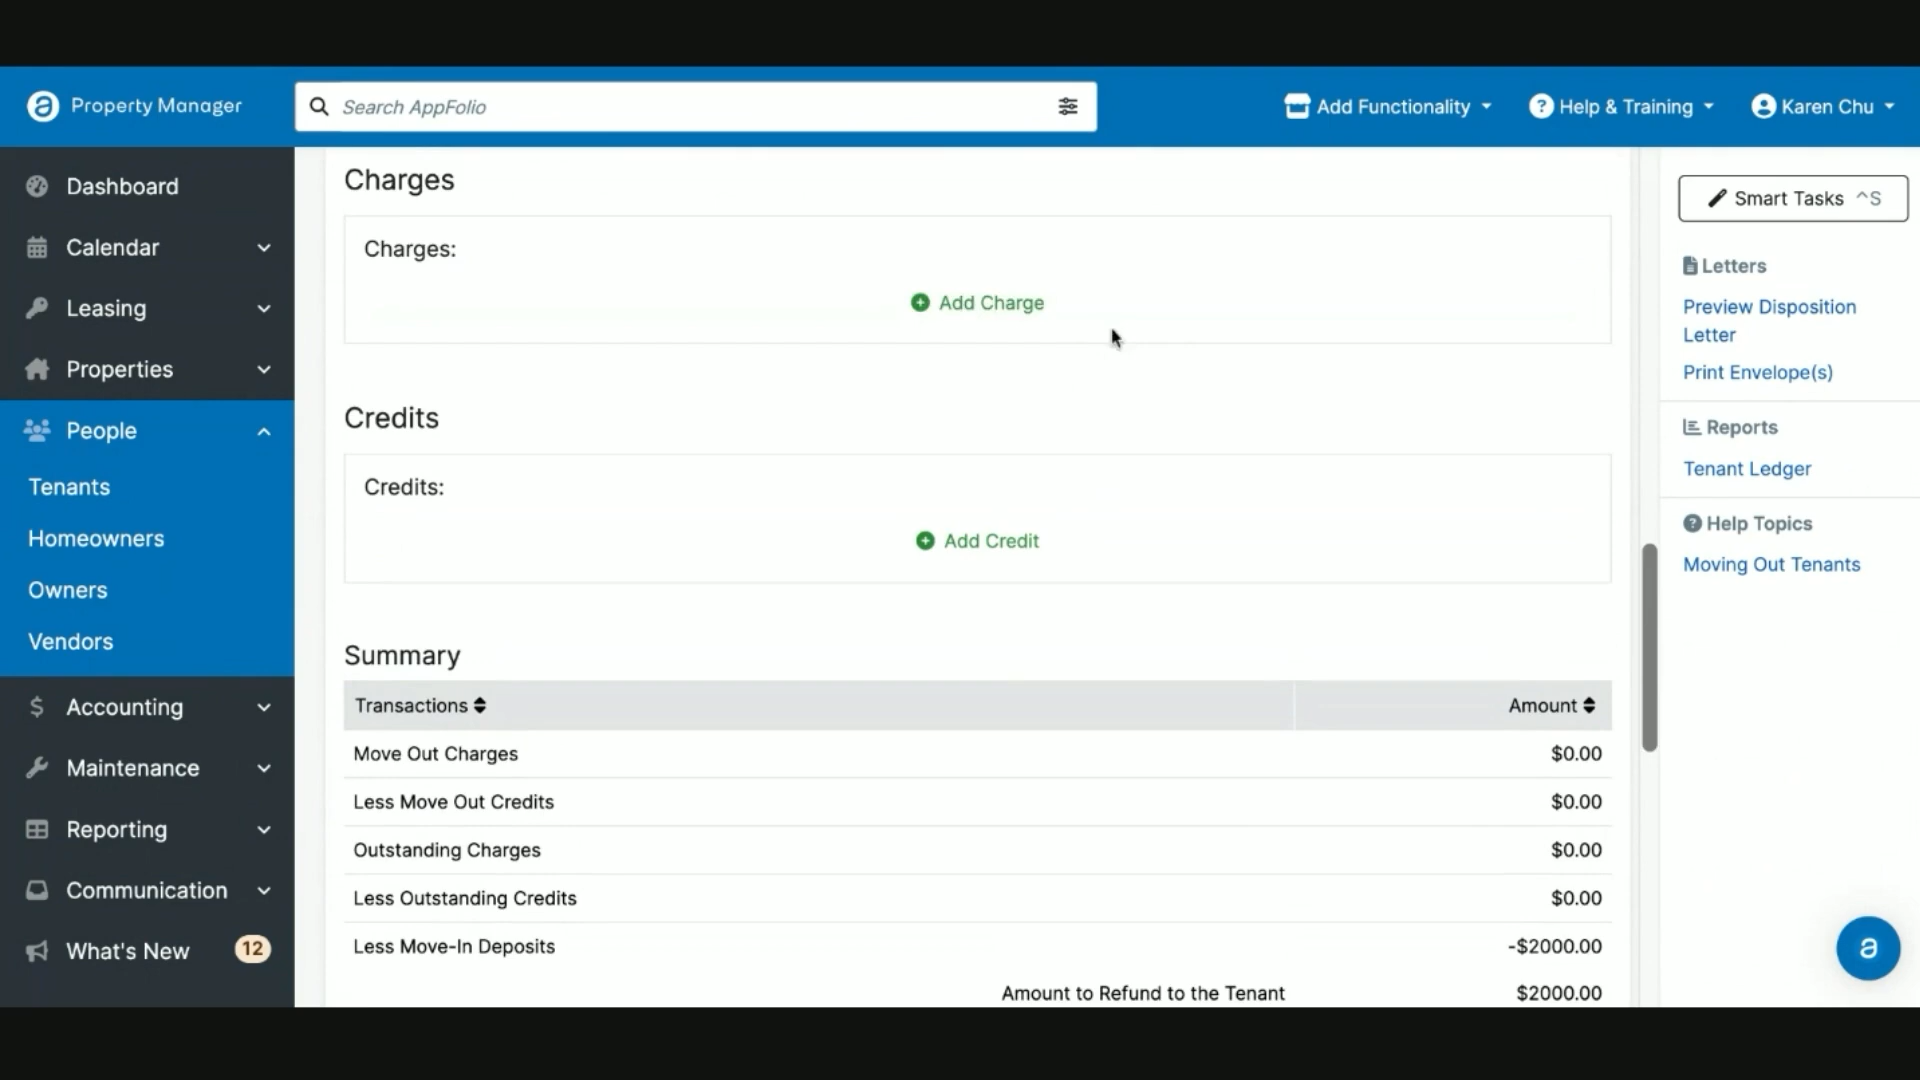 Property Manager
Search AppFolio
Add Functionality
Help & Training
Karen Chu
Dashboard
Calendar
Leasing
Properties
People
Tenants
Homeowners
Owners
Vendors
Accounting
Maintenance
Reporting
Communication
What's New 12
Charges
Charges:
Add Charge
Credits
Credits:
Add Credit
Summary
Transactions Amount
Move Out Charges $0.00
Less Move Out Credits $0.00
Outstanding Charges $0.00
Less Outstanding Credits $0.00
Less Move-In Deposits -$2000.00
Amount to Refund to the Tenant $2000.00
Smart Tasks ^S
Letters
Preview Disposition
Letter
Print Envelope(s)
Reports
Tenant Ledger
Help Topics
Moving Out Tenants